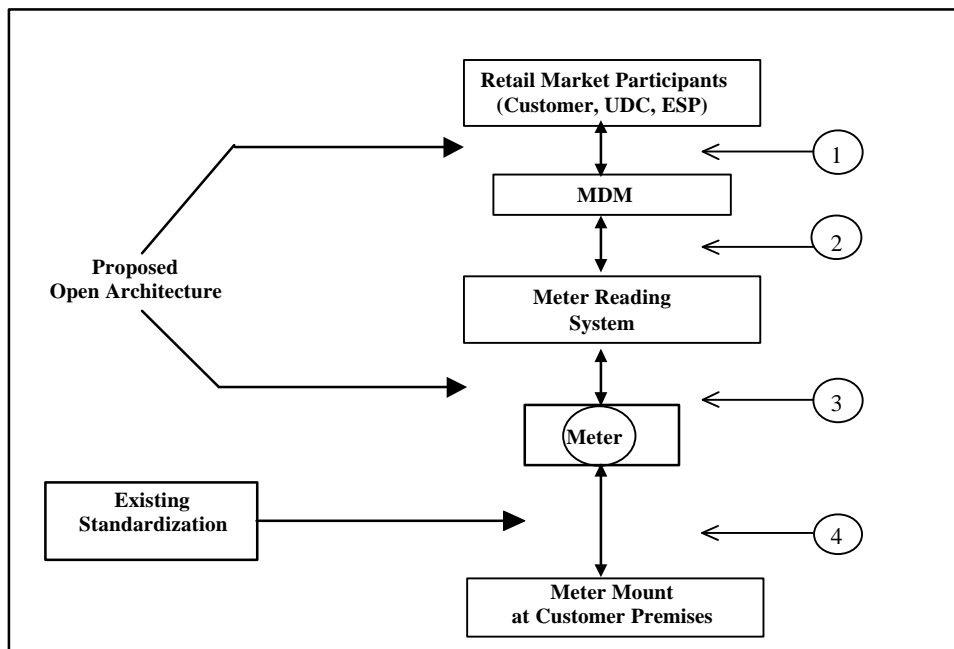 Retail Market Participants
(Customer, UDC, ESP)
1
MDM
2
Proposed
Open Architecture
Meter Reading
System
3
Meter
Existing
Standardization
4
Meter Mount
at Customer Premises